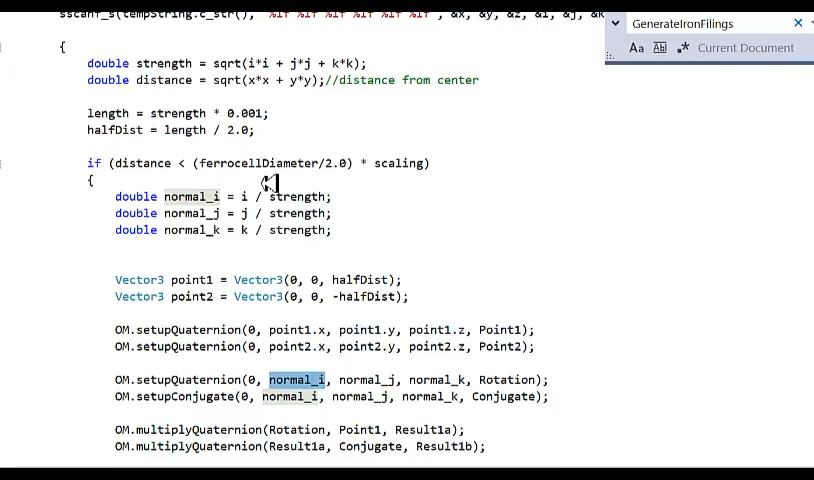 sscanf_s(tempString.c_str(), "%lf %lf %lf %lf %lf %lf", &x, &y, &z, &i, &j, &k
GenerateIronFilings
Aa Current Document
{
double strength = sqrt(i*i + j*j + k*k);
double distance = sqrt(x*x + y*y);//distance from center
length = strength * 0.001;
halfDist = length / 2.0;
if (distance < (ferrocellDiameter/2.0) * scaling)
{
double normal_i = i / strength;
double normal_j = j / strength;
double normal_k = k / strength;
Vector3 point1 = Vector3(0, 0, halfDist);
Vector3 point2 = Vector3(0, 0, -halfDist);
OM.setupQuaternion(0, point1.x, point1.y, point1.z, Point1);
OM.setupQuaternion(0, point2.x, point2.y, point2.z, Point2);
OM.setupQuaternion(0, normal_i, normal_j, normal_k, Rotation);
OM.setupConjugate(0, normal_i, normal_j, normal_k, Conjugate);
OM.multiplyQuaternion(Rotation, Point1, Result1a);
OM.multiplyQuaternion(Result1a, Conjugate, Result1b);